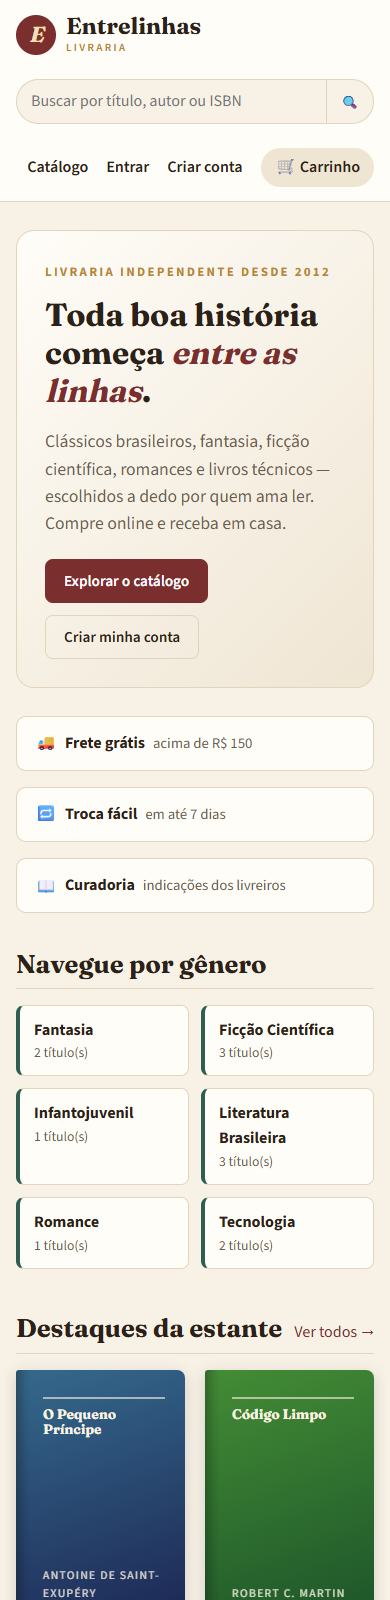 E Entrelinhas
LIVRARIA
Buscar por título, autor ou ISBN
Catálogo Entrar Criar conta Carrinho
LIVRARIA INDEPENDENTE DESDE 2012
Toda boa história
começa entre as
linhas.
Clássicos brasileiros, fantasia, ficção
científica, romances e livros técnicos —
escolhidos a dedo por quem ama ler.
Compre online e receba em casa.
Explorar o catálogo
Criar minha conta
Frete grátis acima de R$ 150
Troca fácil em até 7 dias
Curadoria indicações dos livreiros
Navegue por gênero
Fantasia
2 título(s)
Ficção Científica
3 título(s)
Infantojuvenil
1 título(s)
Literatura
Brasileira
3 título(s)
Romance
1 título(s)
Tecnologia
2 título(s)
Destaques da estante Ver todos →
O Pequeno
Príncipe
ANTOINE DE SAINT-
EXUPÉRY
Código Limpo
ROBERT C. MARTIN